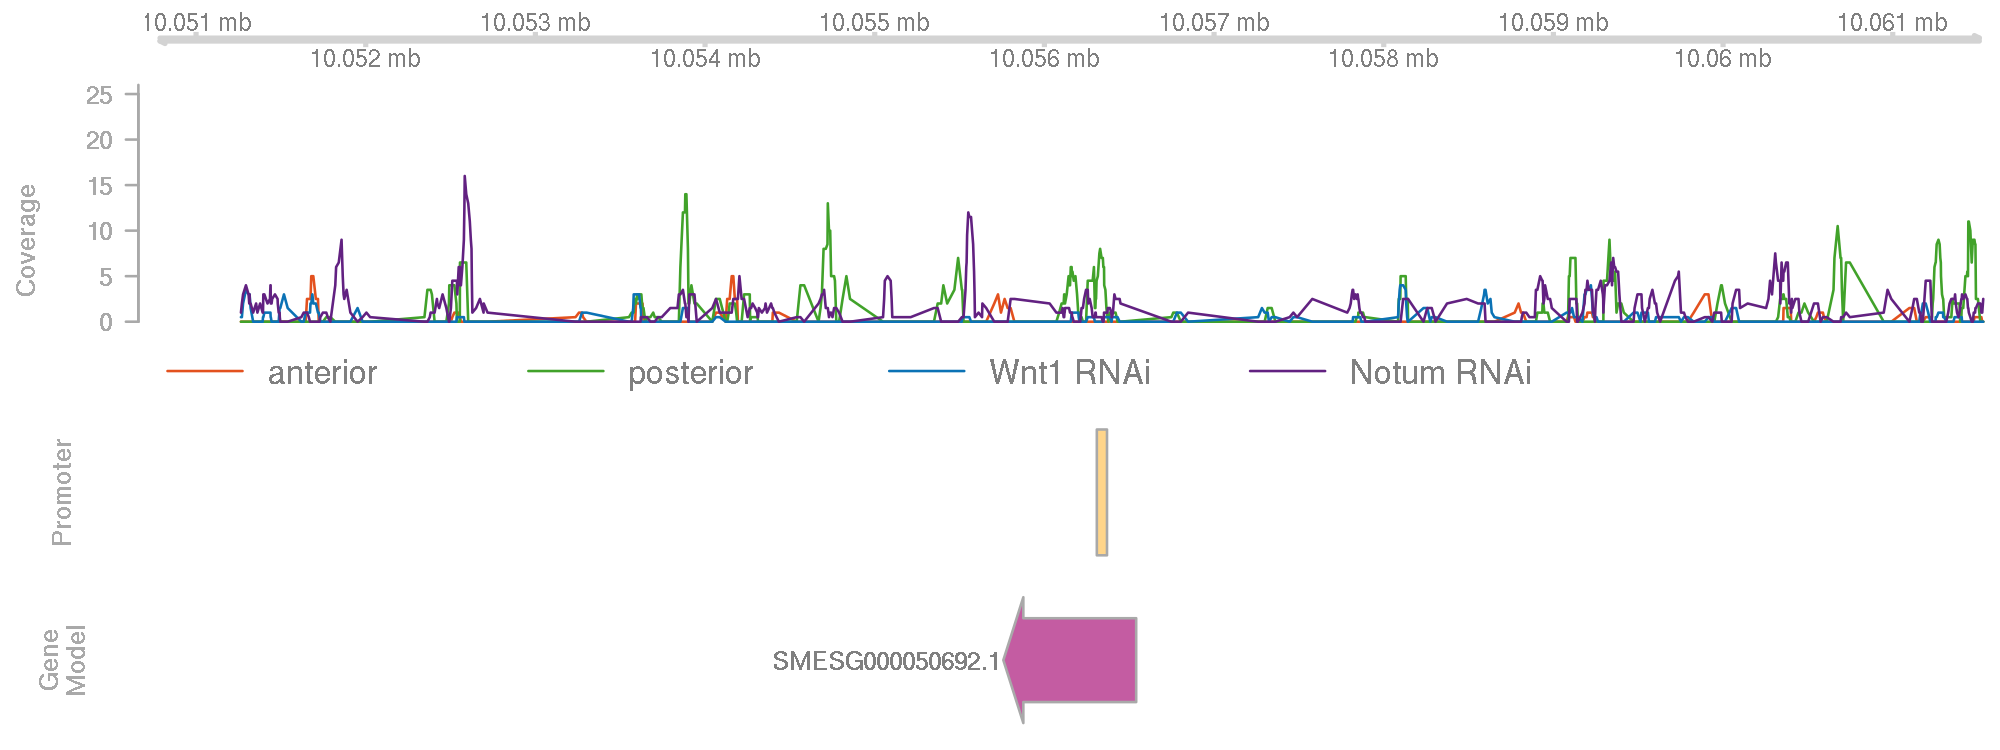 10.051 mb 10.053 mb 10.055 mb 10.057 mb 10.059 mb 10.061 mb
10.052 mb 10.054 mb 10.056 mb 10.058 mb 10.06 mb
Coverage
25
20
15
10
5
0
anterior posterior Wnt1 RNAi Notum RNAi
Promoter
Gene
Model
SMESG000050692.1